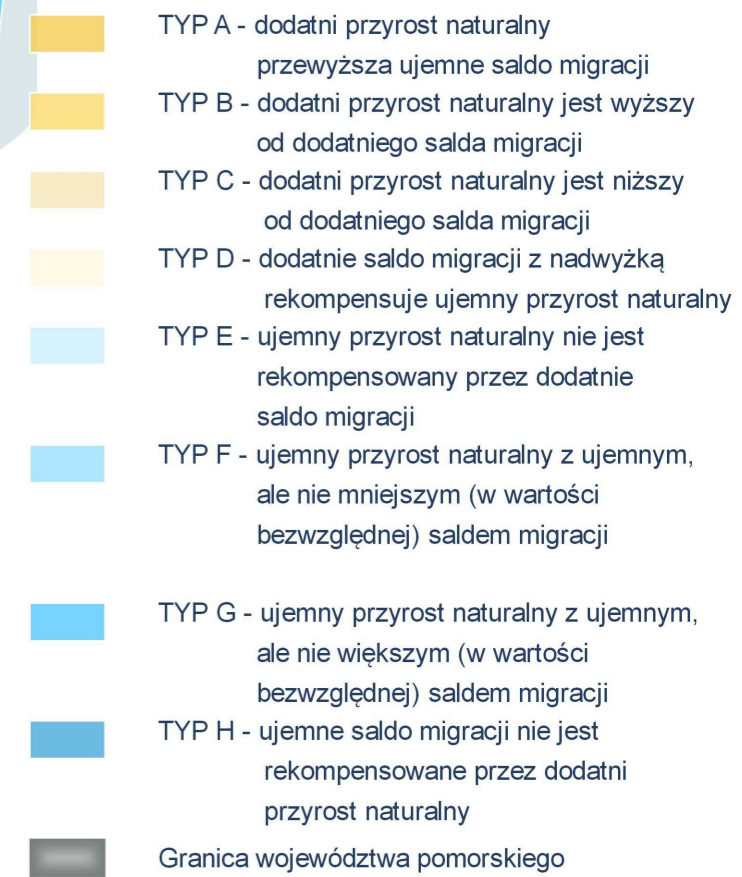 TYP A - dodatni przyrost naturalny
przewyższa ujemne saldo migracji
TYP B - dodatni przyrost naturalny jest wyższy
od dodatniego salda migracji
TYP C - dodatni przyrost naturalny jest niższy
od dodatniego salda migracji
TYP D - dodatnie saldo migracji z nadwyżką
rekompensuje ujemny przyrost naturalny
TYP E - ujemny przyrost naturalny nie jest
rekompensowany przez dodatnie
saldo migracji
TYP F - ujemny przyrost naturalny z ujemnym,
ale nie mniejszym (w wartości
bezwzględnej) saldem migracji
TYP G - ujemny przyrost naturalny z ujemnym,
ale nie większym (w wartości
bezwzględnej) saldem migracji
TYP H - ujemne saldo migracji nie jest
rekompensowane przez dodatni
przyrost naturalny
Granica województwa pomorskiego